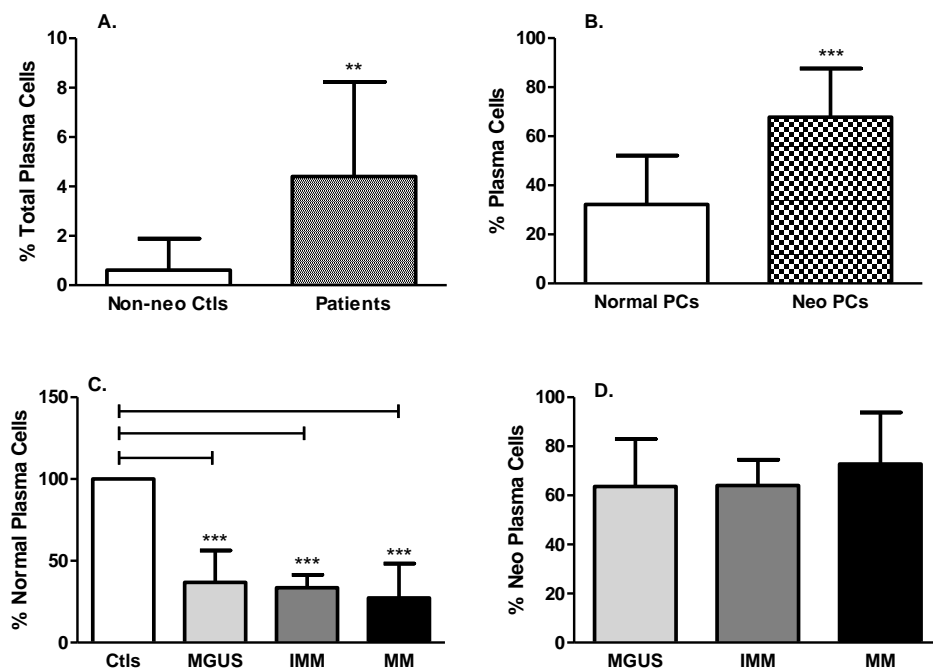 A.
% Total Plasma Cells
10
8
6
4
2
0
**
Non-neo Ctls Patients
B.
% Plasma Cells
100
80
60
40
20
0
***
Normal PCs Neo PCs
C.
% Normal Plasma Cells
150
100
50
0
*** *** ***
Ctls MGUS IMM MM
D.
% Neo Plasma Cells
100
80
60
40
20
0
MGUS IMM MM